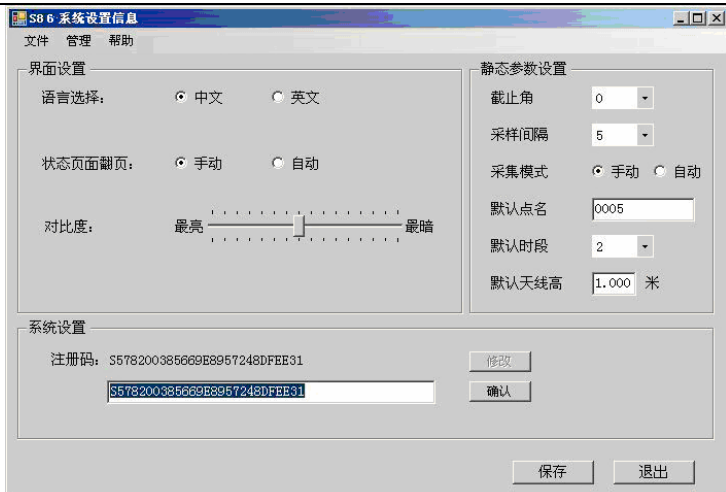 S86系统设置信息
文件 管理 帮助
界面设置
语言选择： 中文 英文
状态页面翻页： 手动 自动
对比度： 最亮 最暗
静态参数设置
截止角 0
采样间隔 5
采集模式 手动 自动
默认点名 0005
默认时段 2
默认天线高 1.000 米
系统设置
注册码： S578200385669E8957248DFEE31 修改
S578200385669E8957248DFEE31 确认
保存 退出